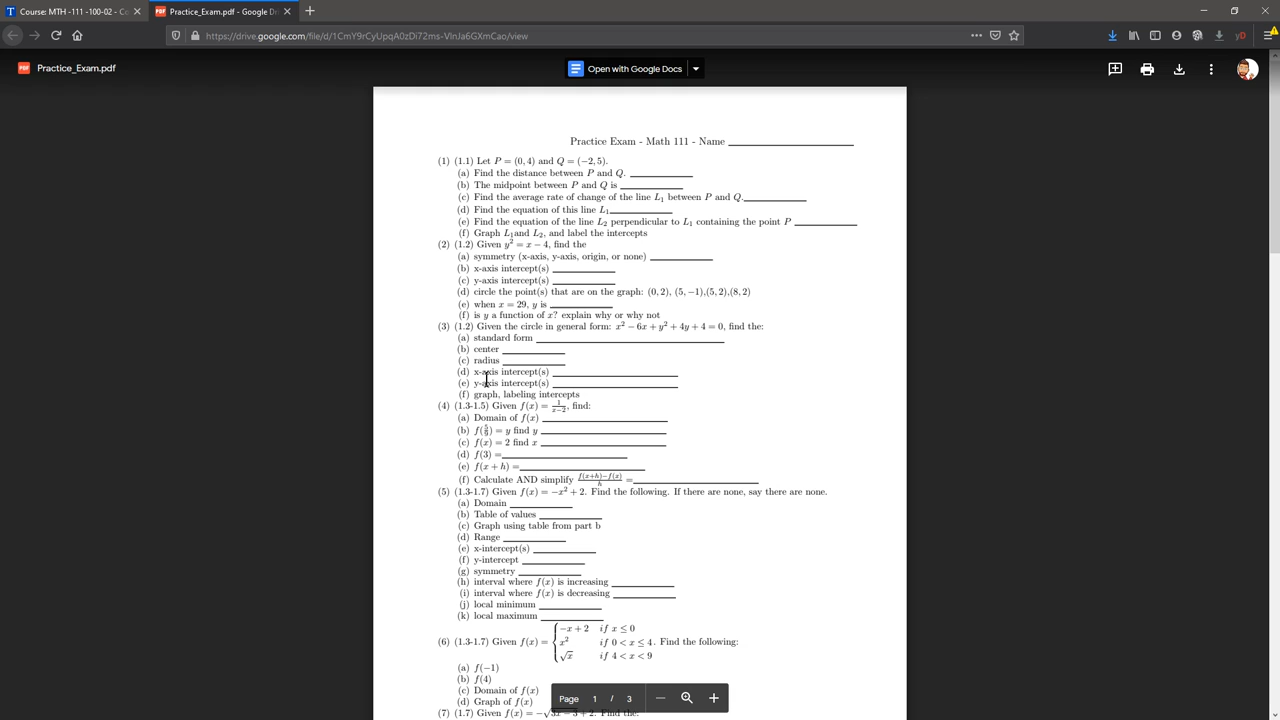 Course: MTH -111 -100-02 - Co
Practice_Exam.pdf - Google Dr
https://drive.google.com/file/d/1CmY9rCyUpqA0zDi72ms-VlnJa6GXmCao/view
Practice_Exam.pdf
Open with Google Docs
Practice Exam - Math 111 - Name
(1) (1.1) Let P = (0, 4) and Q = (−2, 5).
(a) Find the distance between P and Q.
(b) The midpoint between P and Q is
(c) Find the average rate of change of the line L₁ between P and Q.
(d) Find the equation of this line L₁
(e) Find the equation of the line L₂ perpendicular to L₁ containing the point P
(f) Graph L₁and L₂, and label the intercepts
(2) (1.2) Given y² = x − 4, find the
(a) symmetry (x-axis, y-axis, origin, or none)
(b) x-axis intercept(s)
(c) y-axis intercept(s)
(d) circle the point(s) that are on the graph: (0, 2), (5, −1),(5, 2),(8, 2)
(e) when x = 29, y is
(f) is y a function of x? explain why or why not
(3) (1.2) Given the circle in general form: x² − 6x + y² + 4y + 4 = 0, find the:
(a) standard form
(b) center
(c) radius
(d) x-axis intercept(s)
(e) y-axis intercept(s)
(f) graph, labeling intercepts
(4) (1.3-1.5) Given f(x) = 1/(x−2), find:
(a) Domain of f(x)
(b) f(5/9) = y find y
(c) f(x) = 2 find x
(d) f(3) =
(e) f(x + h) =
(f) Calculate AND simplify (f(x+h)−f(x))/h =
(5) (1.3-1.7) Given f(x) = −x² + 2. Find the following. If there are none, say there are none.
(a) Domain
(b) Table of values
(c) Graph using table from part b
(d) Range
(e) x-intercept(s)
(f) y-intercept
(g) symmetry
(h) interval where f(x) is increasing
(i) interval where f(x) is decreasing
(j) local minimum
(k) local maximum
(6) (1.3-1.7) Given f(x) = { −x + 2 if x ≤ 0
x² if 0 < x ≤ 4 . Find the following:
√x if 4 < x < 9
(a) f(−1)
(b) f(4)
(c) Domain of f(x)
(d) Graph of f(x)
Page 1 / 3
(7) (1.7) Given f(x) = −√3x − 3 + 2. Find the: